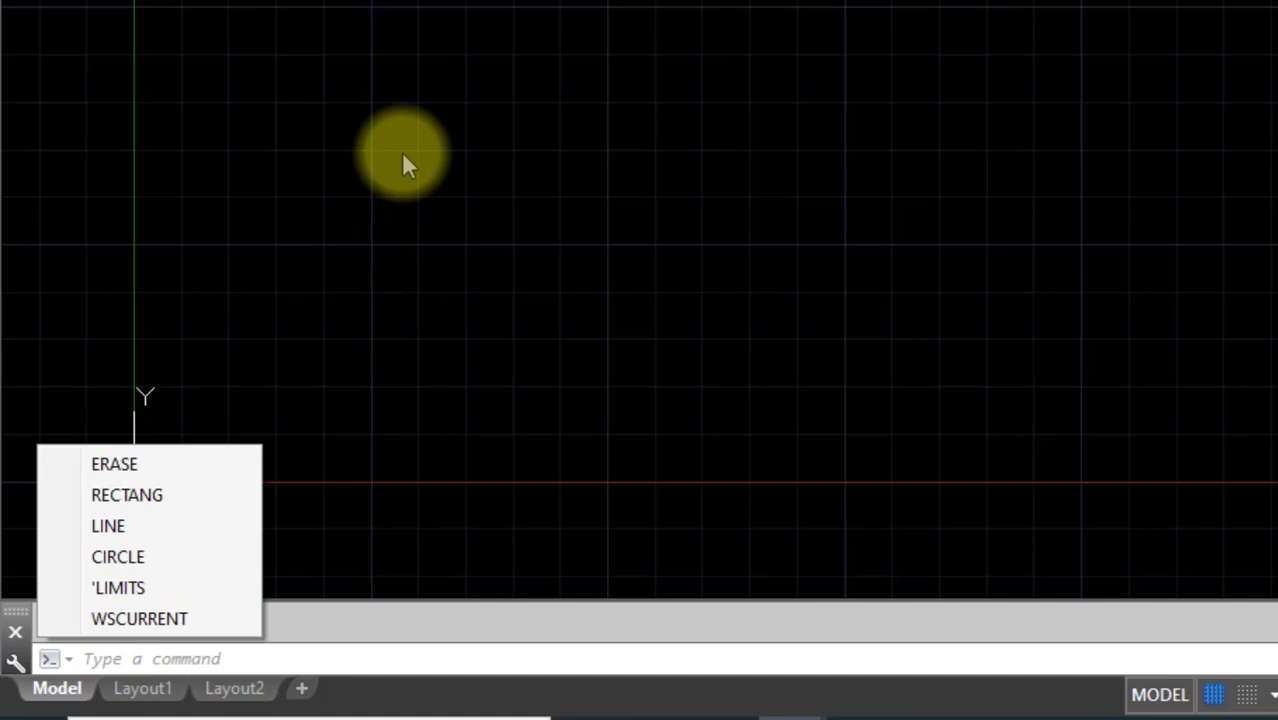 Y
ERASE
RECTANG
LINE
CIRCLE
'LIMITS
WSCURRENT
Type a command
Model Layout1 Layout2 + MODEL